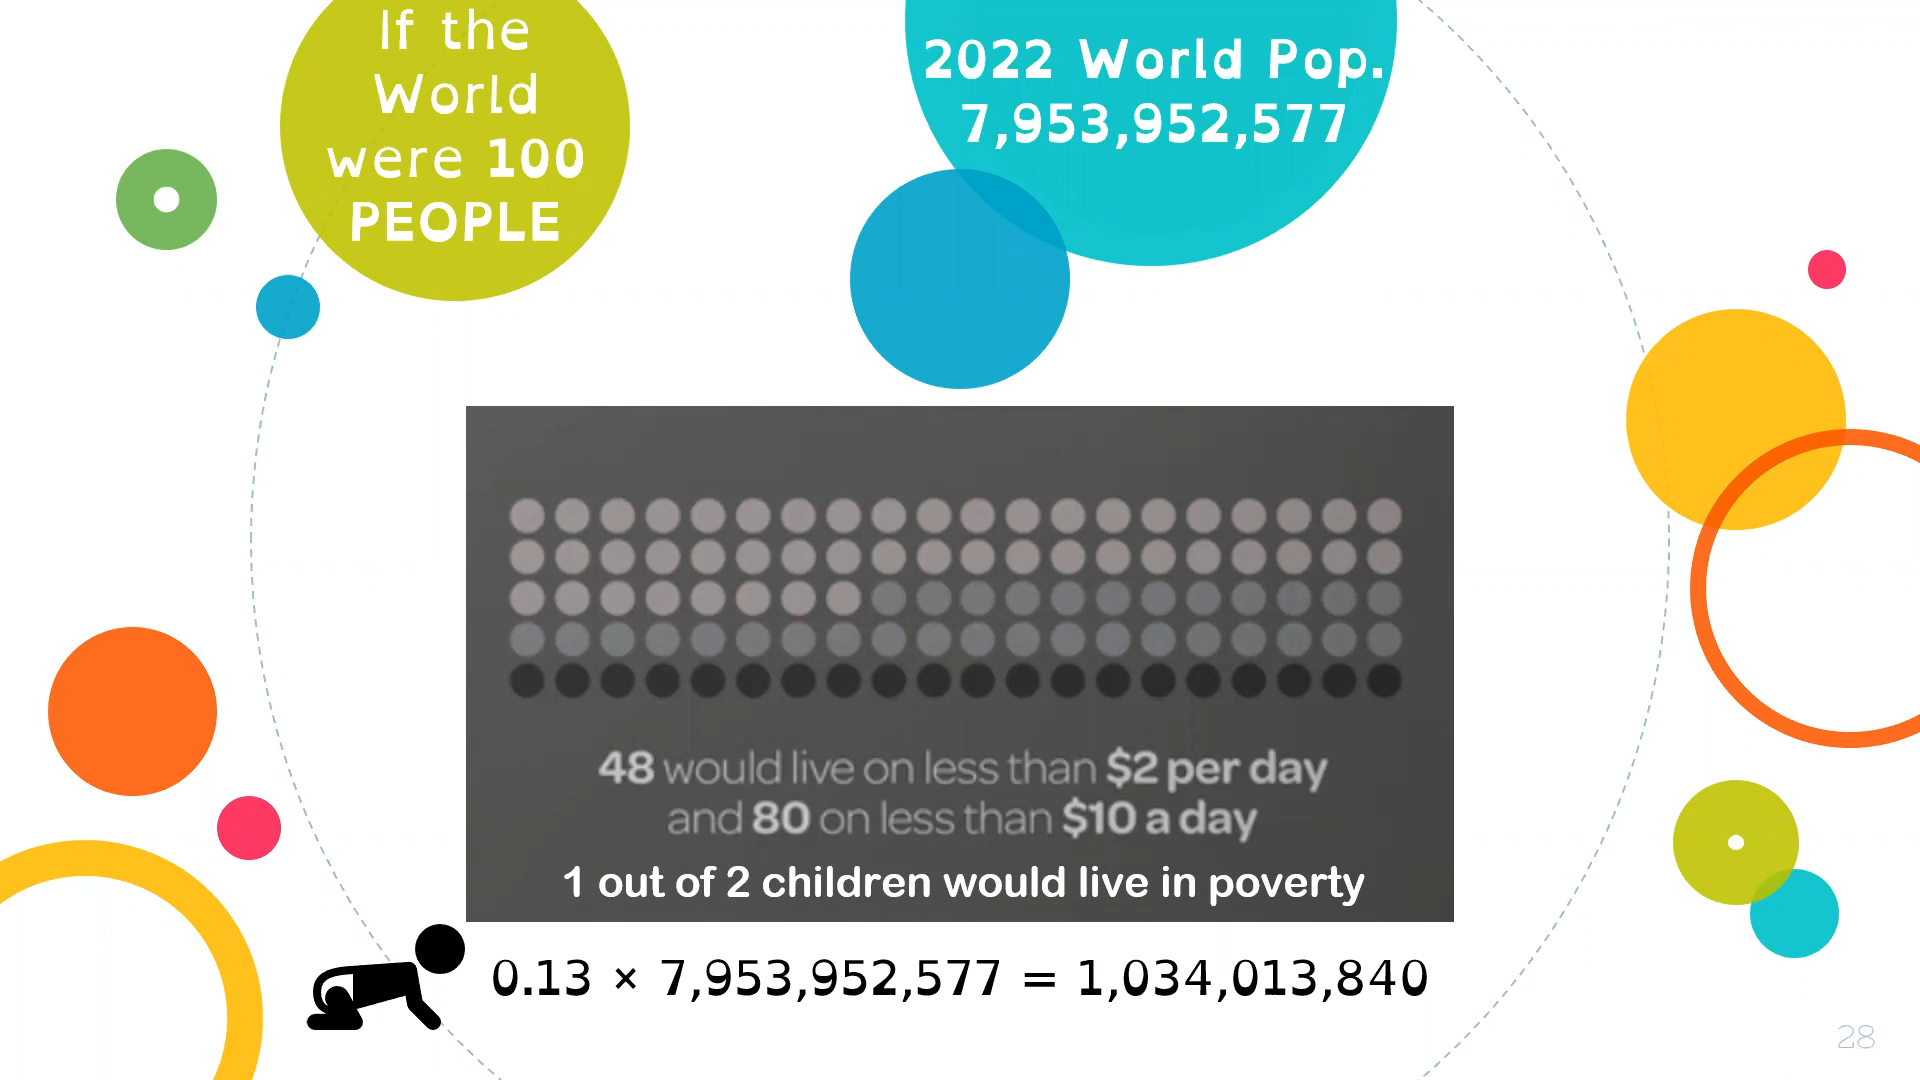 If the
World
were 100
PEOPLE
2022 World Pop.
7,953,952,577
48 would live on less than $2 per day
and 80 on less than $10 a day
1 out of 2 children would live in poverty
0.13 × 7,953,952,577 = 1,034,013,840
28